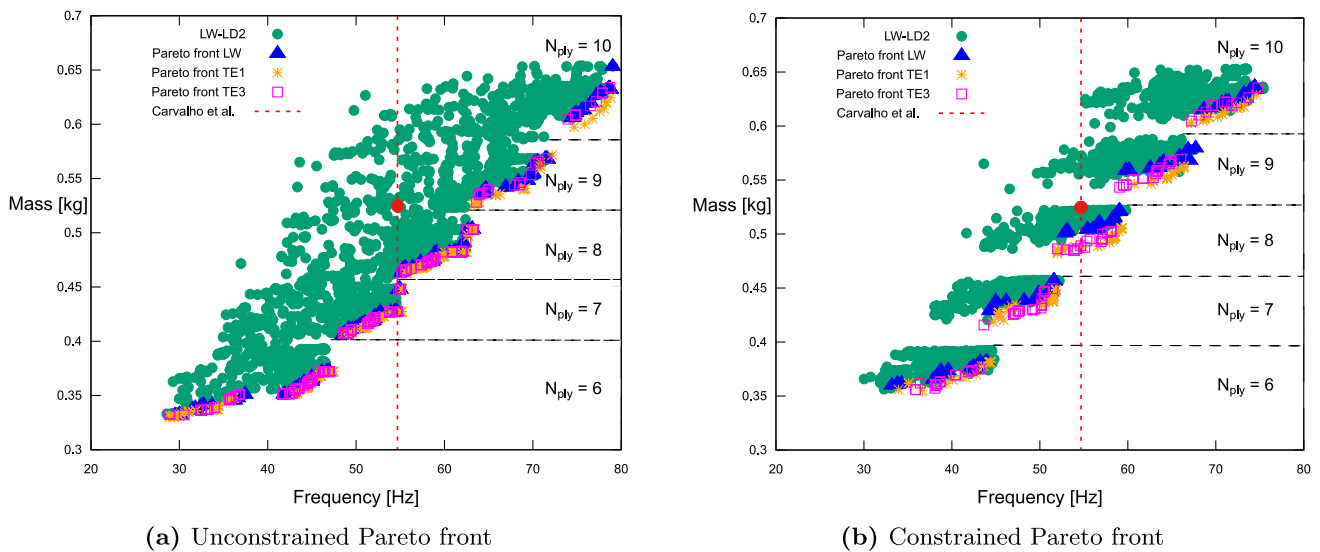 0.7
0.65
0.6
0.55
Mass [kg]
0.5
0.45
0.4
0.35
0.3
20
30
40
50
60
70
80
Frequency [Hz]
LW-LD2
Pareto front LW
Pareto front TE1
Pareto front TE3
Carvalho et al.
Nply = 10
Nply = 9
Nply = 8
Nply = 7
Nply = 6
(a) Unconstrained Pareto front
0.7
0.65
0.6
0.55
Mass [kg]
0.5
0.45
0.4
0.35
0.3
20
30
40
50
60
70
80
Frequency [Hz]
LW-LD2
Pareto front LW
Pareto front TE1
Pareto front TE3
Carvalho et al.
Nply = 10
Nply = 9
Nply = 8
Nply = 7
Nply = 6
(b) Constrained Pareto front